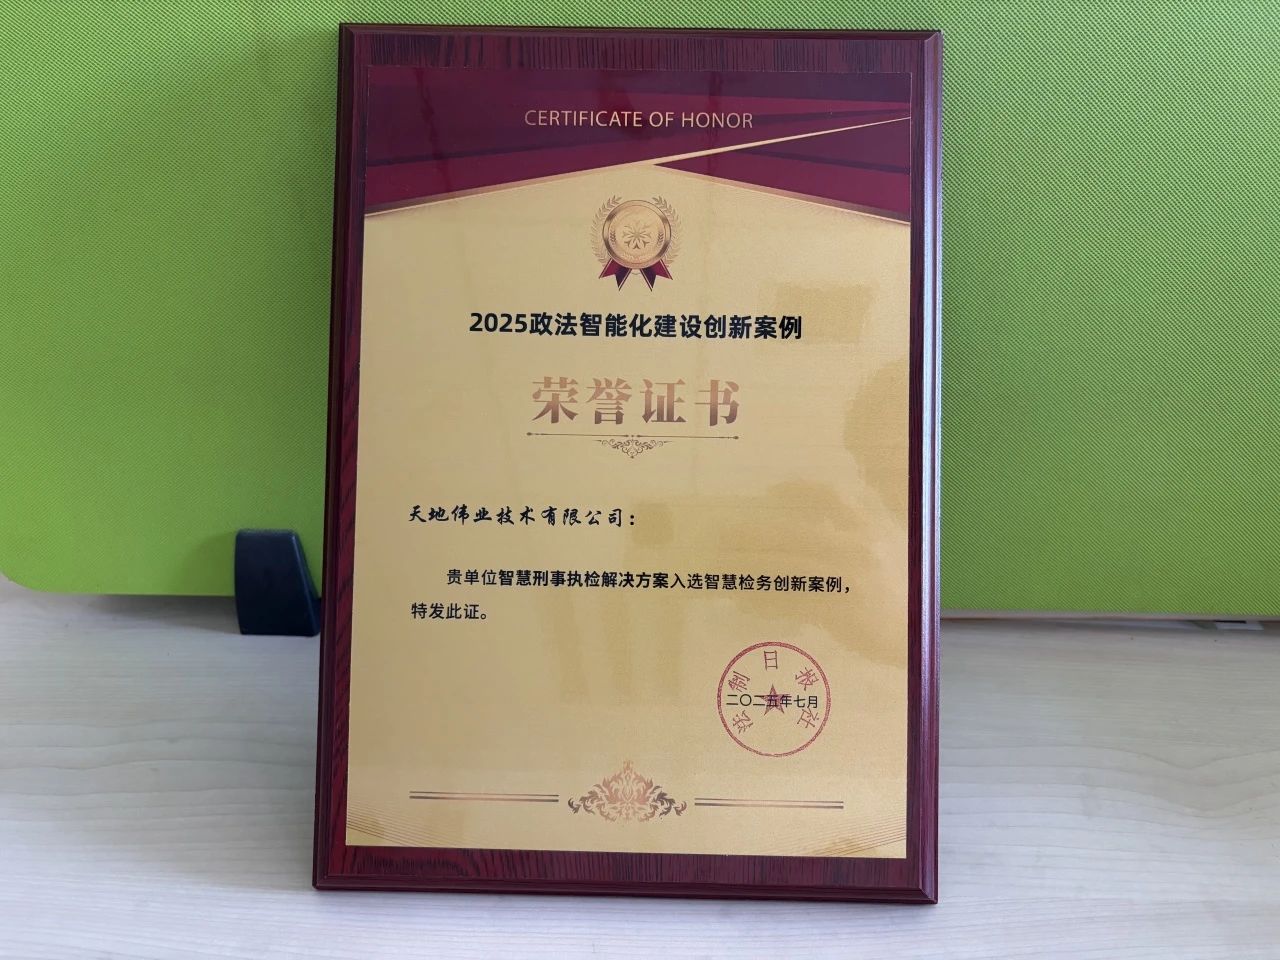 CERTIFICATE OF HONOR
2025政法智能化建设创新案例
荣誉证书
天地伟业技术有限公司：
贵单位智慧刑事执检解决方案入选智慧检务创新案例，
特发此证。
法制日报社
二〇二五年七月